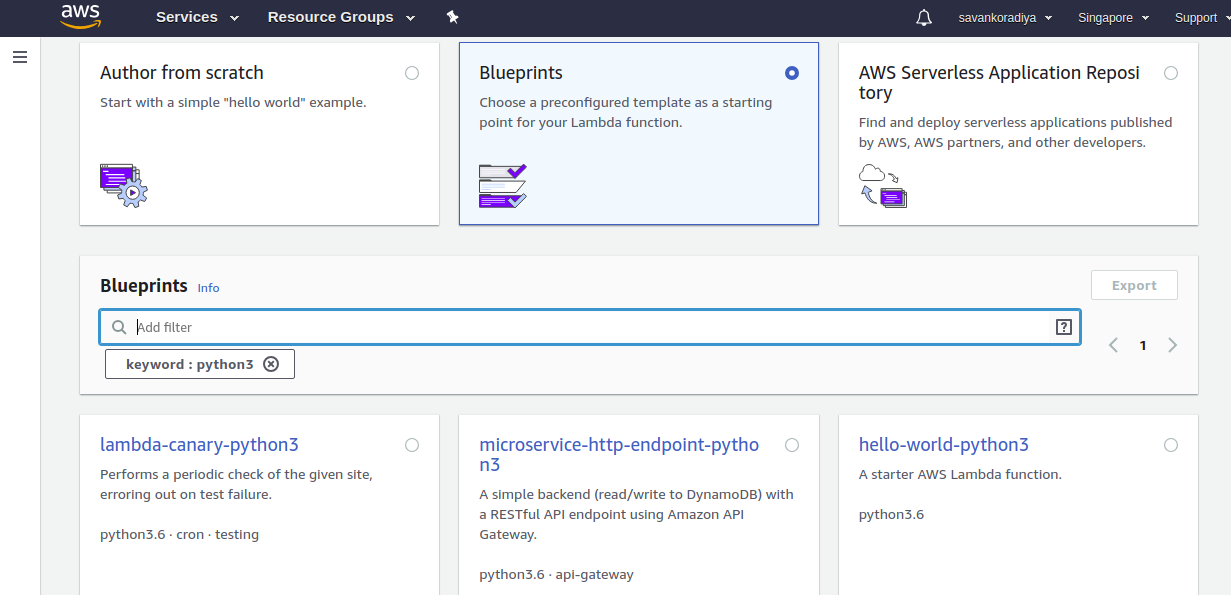 aws
Services
Resource Groups
savankoradiya
Singapore
Support
Author from scratch
Start with a simple "hello world" example.
Blueprints
Choose a preconfigured template as a starting
point for your Lambda function.
AWS Serverless Application Reposi
tory
Find and deploy serverless applications published
by AWS, AWS partners, and other developers.
Blueprints Info
Export
Add filter
?
1
keyword : python3
lambda-canary-python3
Performs a periodic check of the given site,
erroring out on test failure.
python3.6 · cron · testing
microservice-http-endpoint-pytho
n3
A simple backend (read/write to DynamoDB) with
a RESTful API endpoint using Amazon API
Gateway.
python3.6 · api-gateway
hello-world-python3
A starter AWS Lambda function.
python3.6